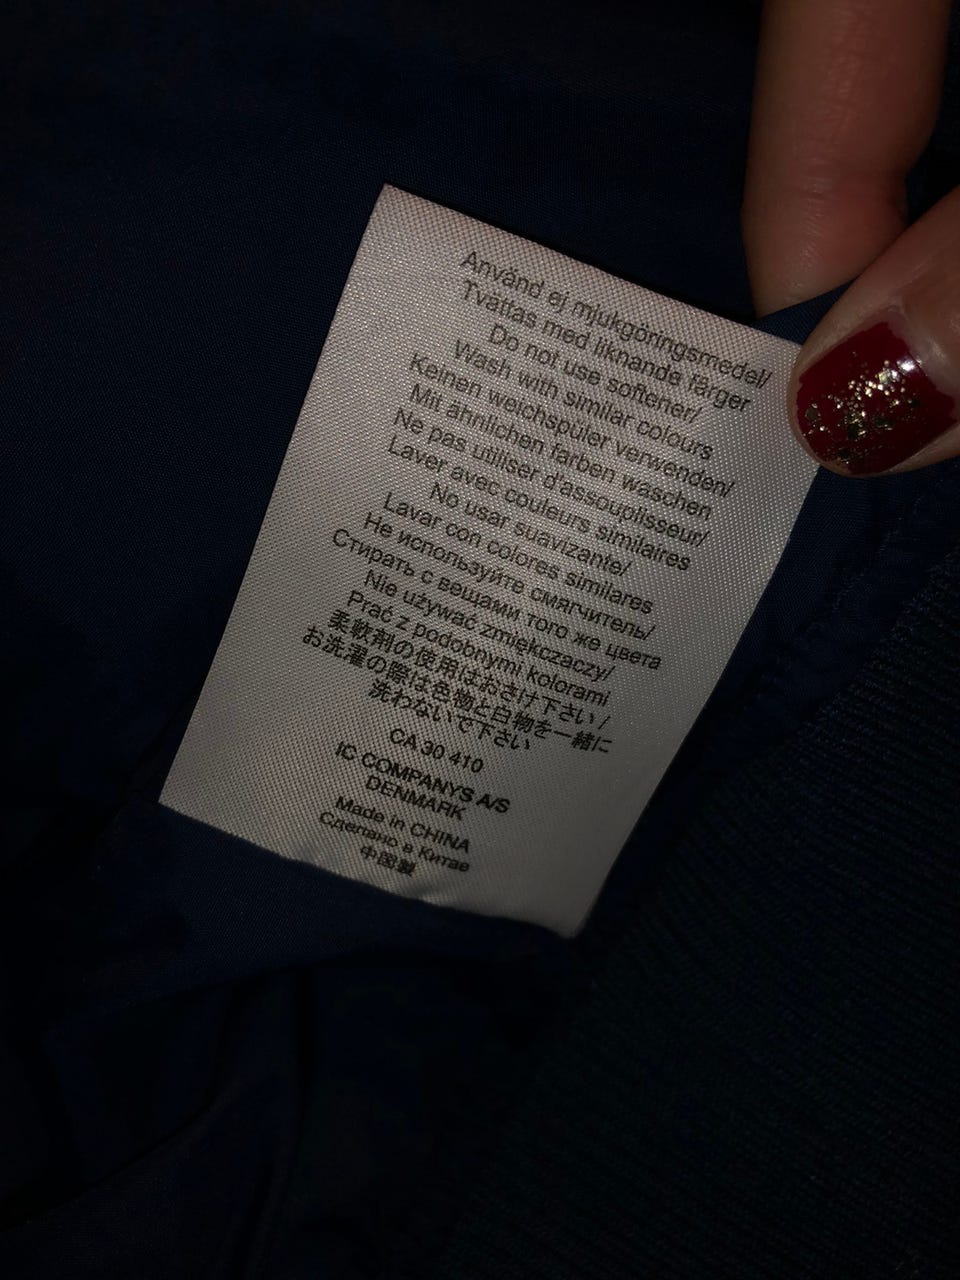 Använd ej mjukgöringsmedel/
Tvättas med liknande färger
Do not use softener/
Wash with similar colours
Keinen weichspüler verwenden/
Mit ähnlichen farben waschen
Ne pas utiliser d'assouplisseur/
Laver avec couleurs similaires
No usar suavizante/
Lavar con colores similares
Не используйте смягчитель/
Стирать с вещами того же цвета
Nie używać zmiękczaczy/
Prać z podobnymi kolorami
柔軟剤の使用はおさけ下さい /
お洗濯の際は色物と白物を一緒に
洗わないで下さい
CA 30 410
IC COMPANYS A/S
DENMARK
Made in CHINA
Сделано в Китае
中国製